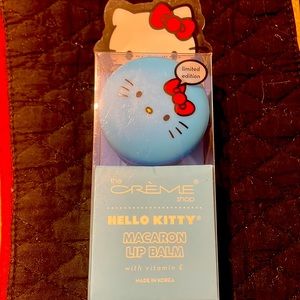 limited
edition
the
CRÈME
shop
HELLO KITTY®
MACARON
LIP BALM
with vitamin E
MADE IN KOREA